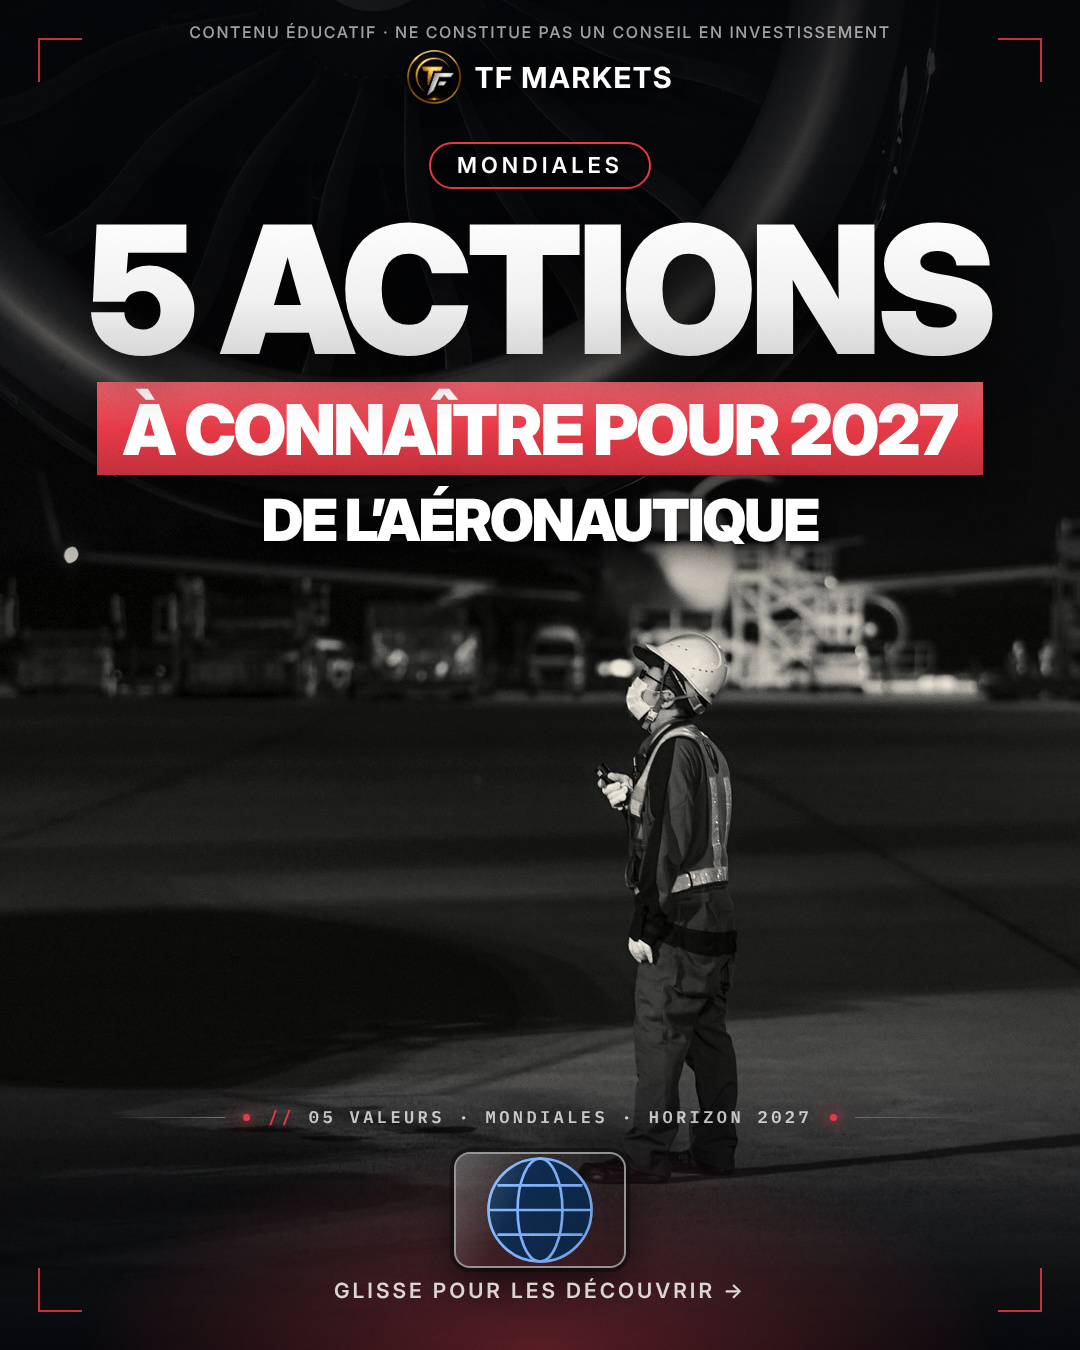 CONTENU ÉDUCATIF · NE CONSTITUE PAS UN CONSEIL EN INVESTISSEMENT
TF TF MARKETS
MONDIALES
5 ACTIONS
À CONNAÎTRE POUR 2027
DE L'AÉRONAUTIQUE
// 05 VALEURS · MONDIALES · HORIZON 2027
GLISSE POUR LES DÉCOUVRIR →